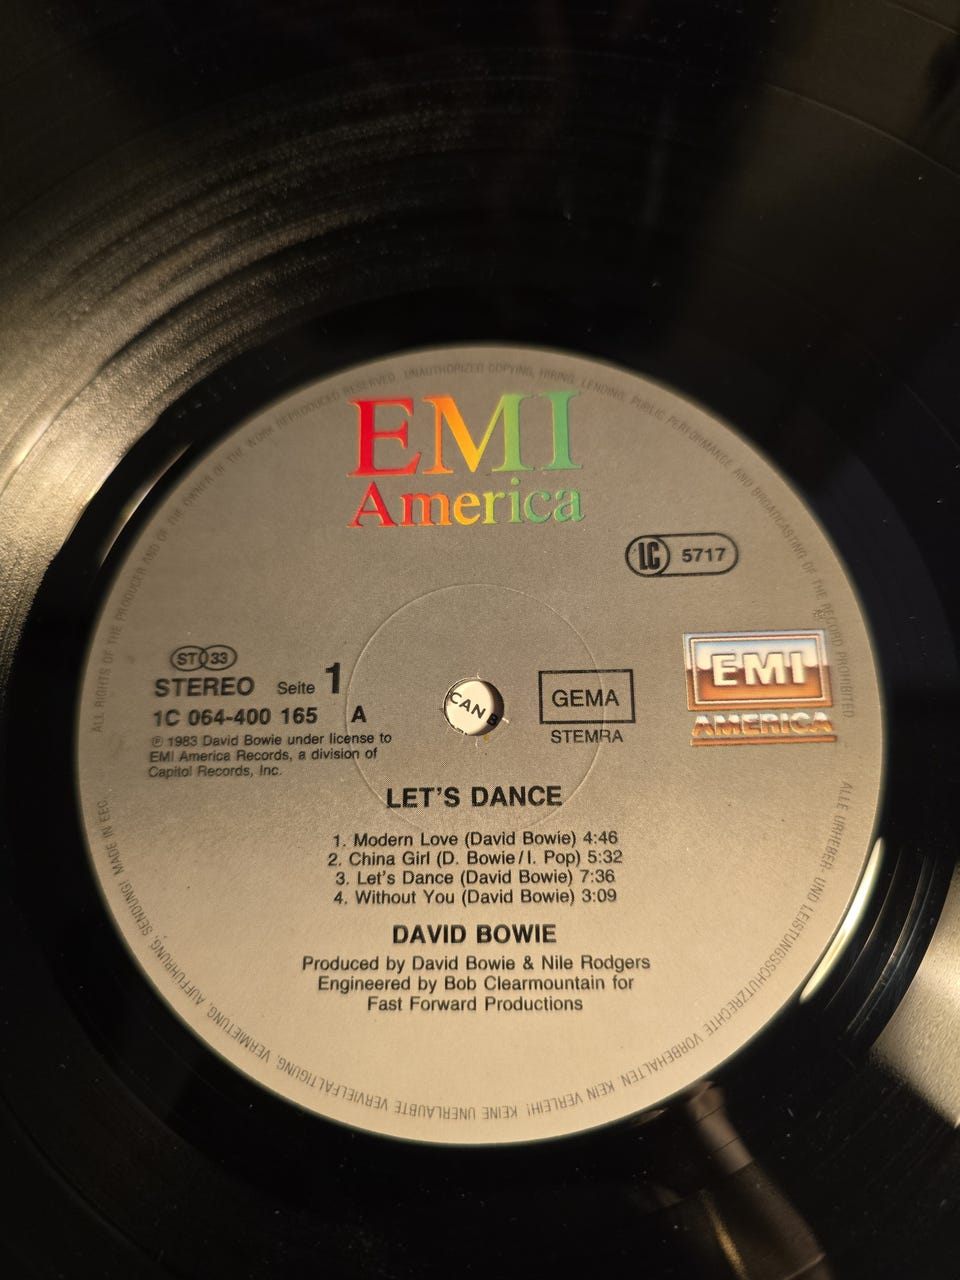 ALL RIGHTS OF THE PRODUCER AND OF THE OWNER OF THE WORK REPRODUCED RESERVED. UNAUTHORIZED COPYING, HIRING, LENDING, PUBLIC PERFORMANCE AND BROADCASTING OF THE RECORD PROHIBITED.
EMI
America
LC 5717
EMI
AMERICA
ST 33
STEREO Seite 1
1C 064-400 165 A
℗ 1983 David Bowie under license to
EMI America Records, a division of
Capitol Records, Inc.
CAN B
GEMA
STEMRA
LET'S DANCE
1. Modern Love (David Bowie) 4:46
2. China Girl (D. Bowie/I. Pop) 5:32
3. Let's Dance (David Bowie) 7:36
4. Without You (David Bowie) 3:09
DAVID BOWIE
Produced by David Bowie & Nile Rodgers
Engineered by Bob Clearmountain for
Fast Forward Productions
ALLE URHEBER- UND LEISTUNGSSCHUTZRECHTE VORBEHALTEN. KEIN VERLEIH! KEINE UNERLAUBTE VERVIELFÄLTIGUNG, VERMIETUNG, AUFFÜHRUNG, SENDUNG! MADE IN EEC.